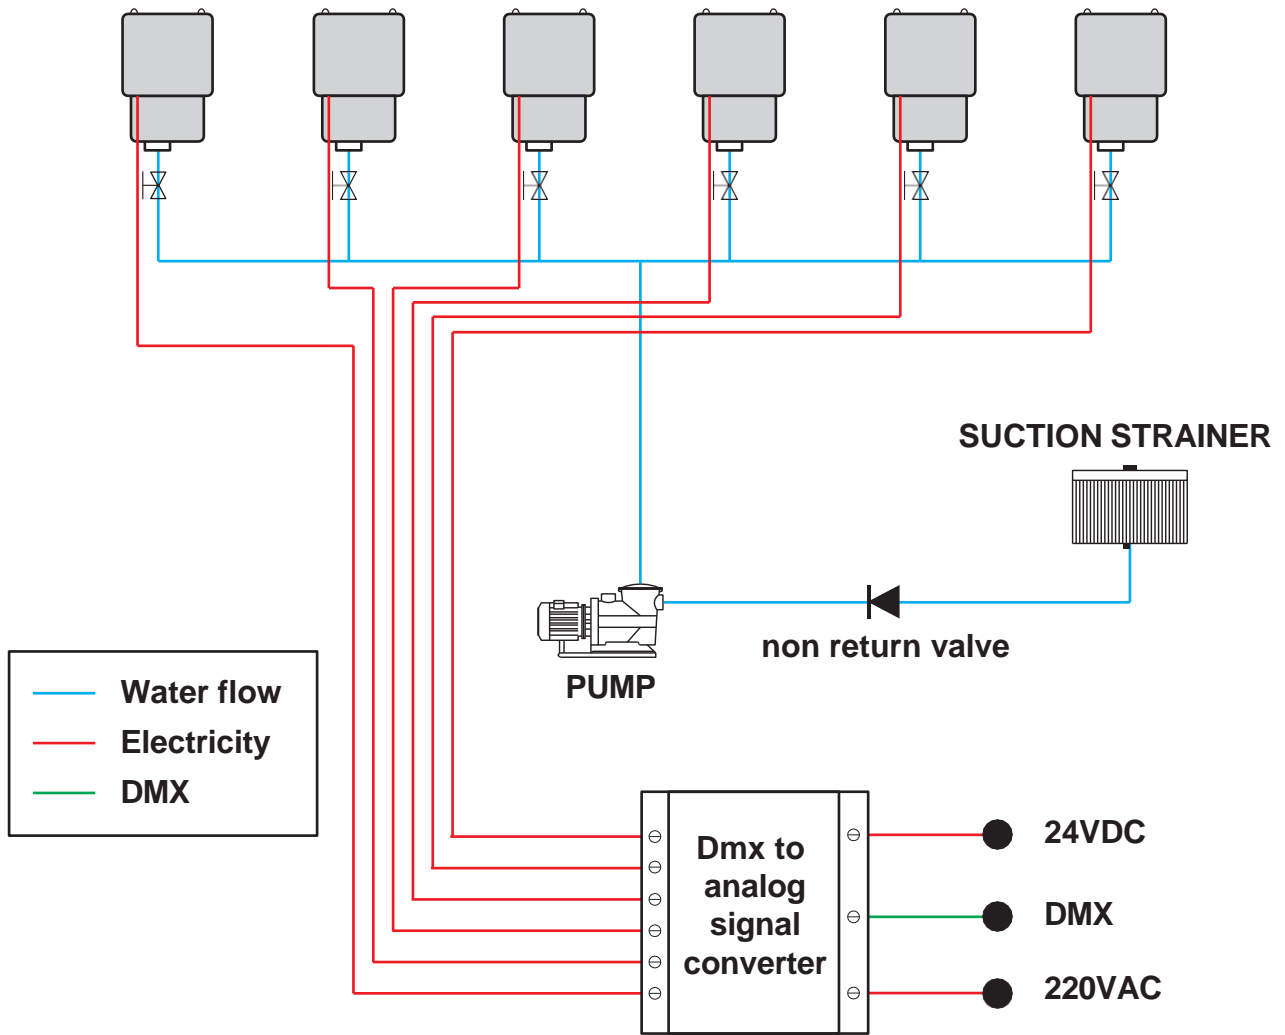 SUCTION STRAINER
non return valve
PUMP
Water flow
Electricity
DMX
Dmx to
analog
signal
converter
24VDC
DMX
220VAC